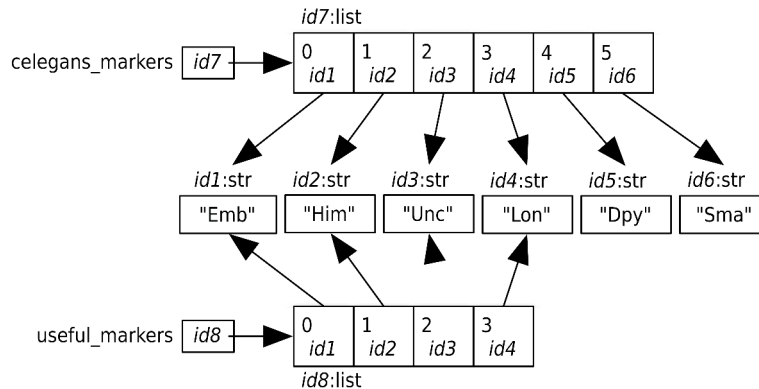 id7:list
celegans_markers id7 0 1 2 3 4 5
id1 id2 id3 id4 id5 id6
id1:str id2:str id3:str id4:str id5:str id6:str
"Emb" "Him" "Unc" "Lon" "Dpy" "Sma"
useful_markers id8 0 1 2 3
id1 id2 id3 id4
id8:list